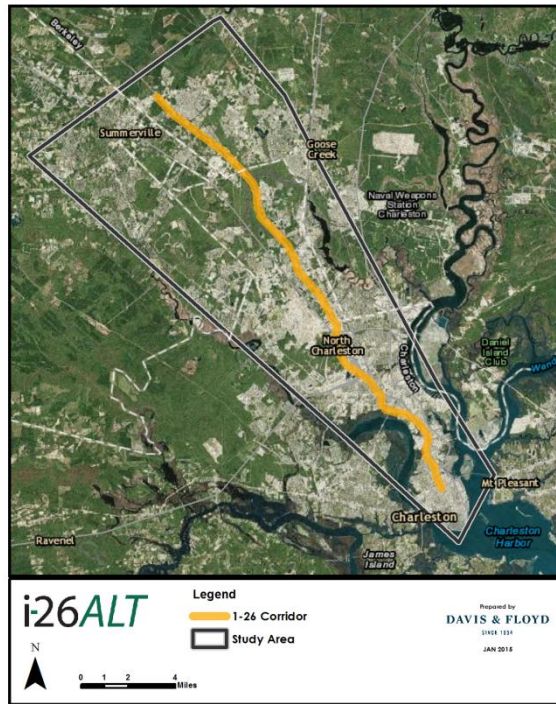 Berkeley
Summerville
Goose
Creek
Naval Weapons
Station
Charleston
North
Charleston
Charleston
Daniel
Island
Club
Mt Pleasant
Charleston
Charleston
Harbor
Ravenel
James
Island
i-26ALT
Legend
1-26 Corridor
Study Area
Prepared by
DAVIS & FLOYD
SINCE 1954
JAN 2015
N
0 1 2 4
Miles